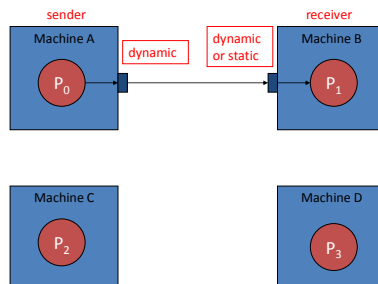 sender
receiver
Machine A
dynamic
dynamic
or static
Machine B
P0
P1
Machine C
Machine D
P2
P3